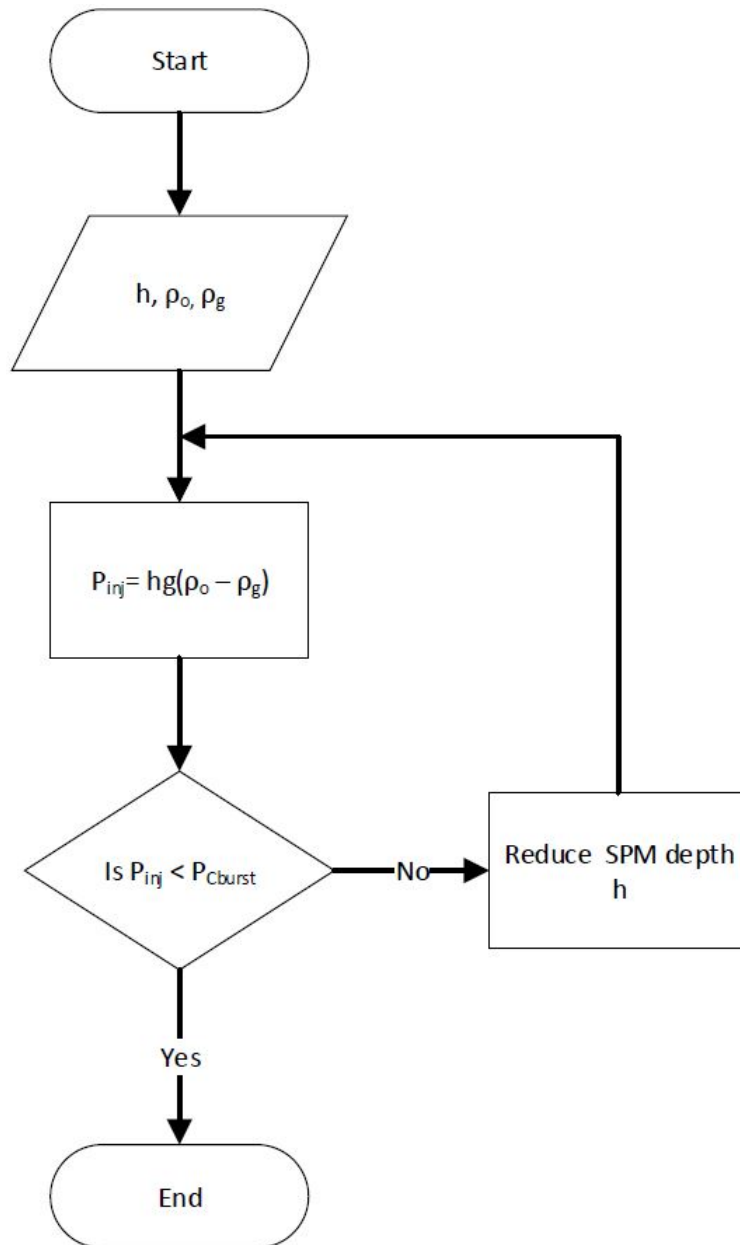 Start
h, ρₒ, ρg
Pinj= hg(ρₒ – ρg)
Is Pinj < PCburst
No
Reduce SPM depth
h
Yes
End